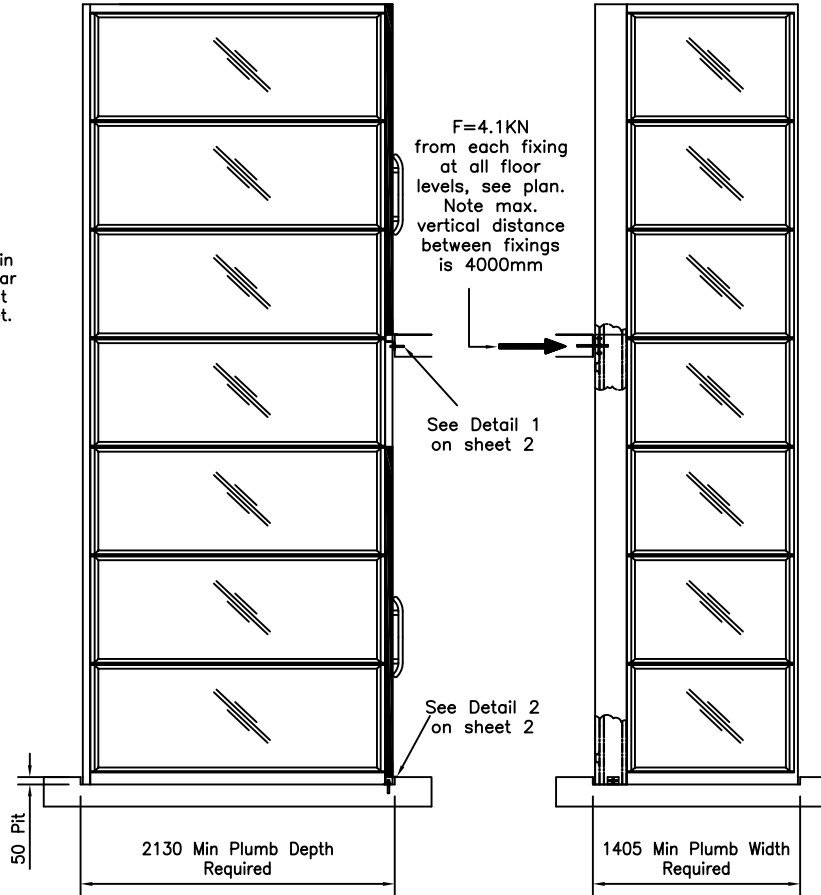 F=4.1KN
from each fixing
at all floor
levels, see plan.
Note max.
vertical distance
between fixings
is 4000mm
See Detail 1
on sheet 2
See Detail 2
on sheet 2
50 Pit
2130 Min Plumb Depth
Required
1405 Min Plumb Width
Required